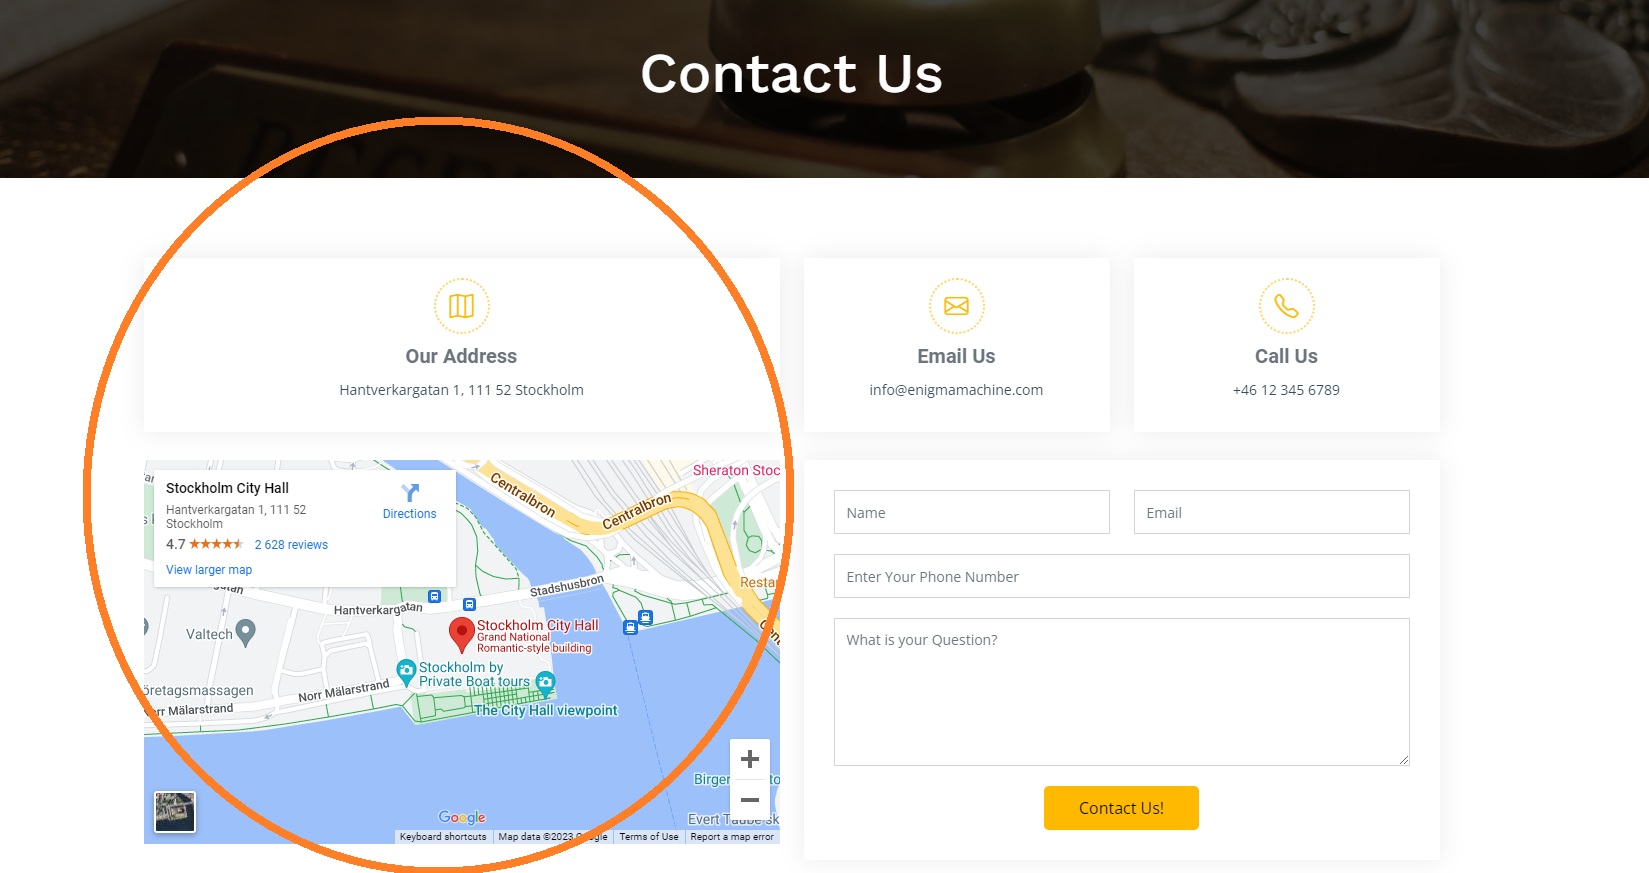 Contact Us
Our Address
Hantverkargatan 1, 111 52 Stockholm
Email Us
info@enigmamachine.com
Call Us
+46 12 345 6789
Stockholm City Hall
Hantverkargatan 1, 111 52
Stockholm
4.7
2 628 reviews
View larger map
Directions
Sheraton Stoc
Centralbron
Centralbron
Restau
Stadshusbron
Hantverkargatan
Valtech
Stockholm City Hall
Grand National
Romantic-style building
Stockholm by
Private Boat tours
The City Hall viewpoint
öretagsmassagen
Norr Mälarstrand
rr Mälarstrand
Birger
to
Google
Keyboard shortcuts
Map data ©2023 Google
Terms of Use
Report a map error
Name
Email
Enter Your Phone Number
What is your Question?
Contact Us!